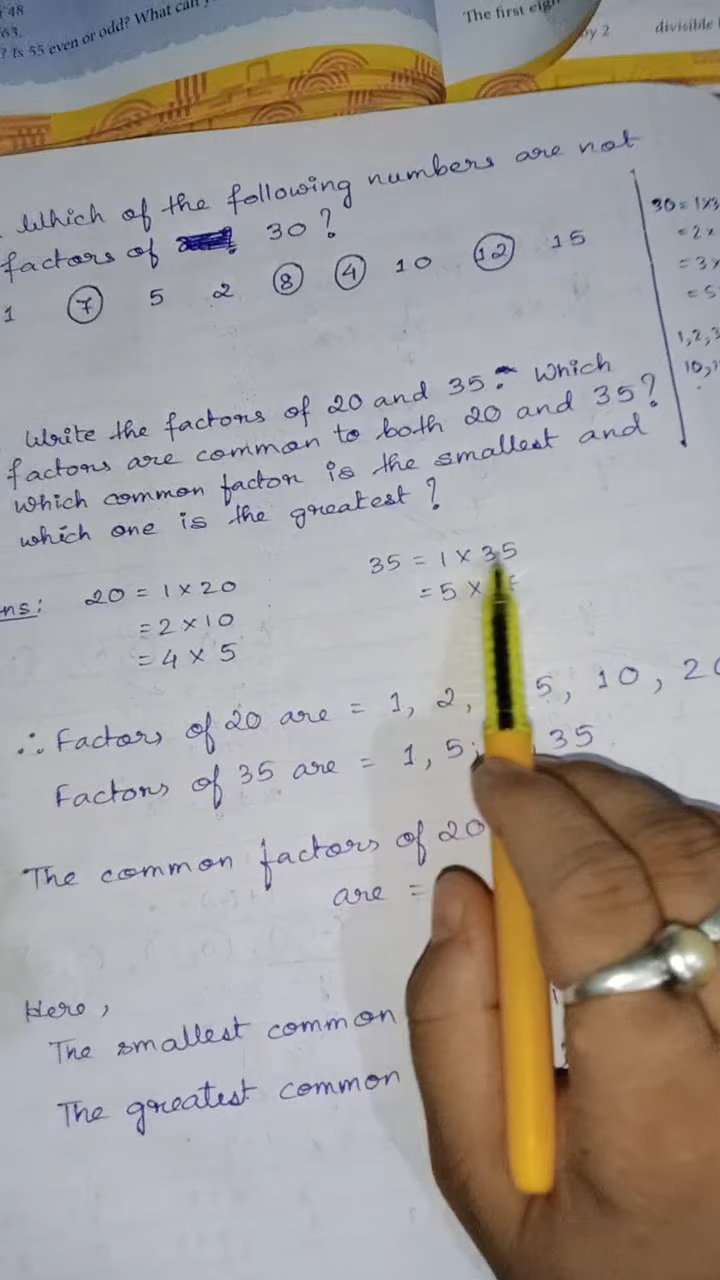 48
63.
? Is 55 even or odd? What can
The first
by 2
divisible
Which of the following numbers are not
factors of 30?
1 7 5 2 8 4 10 12 15
30 = 1×3
= 2×
= 3×
= 5
1, 2, 3
10,
Write the factors of 20 and 35. Which
factors are common to both 20 and 35?
which common factor is the smallest and
which one is the greatest?
ns: 20 = 1 × 20
= 2 × 10
= 4 × 5
35 = 1 × 35
= 5 ×
∴ Factors of 20 are = 1, 2, 5, 10, 20
Factors of 35 are = 1, 5, 35
The common factors of 20
are =
Here,
The smallest common
The greatest common